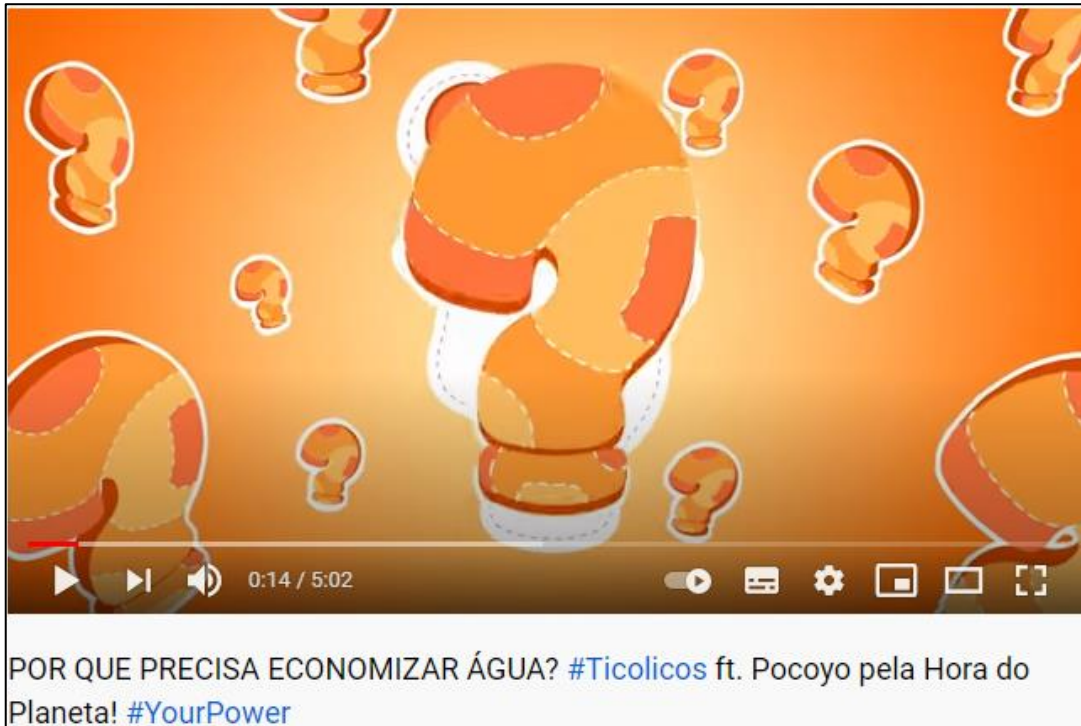 0:14 / 5:02
POR QUE PRECISA ECONOMIZAR ÁGUA? #Ticolicos ft. Pocoyo pela Hora do
Planeta! #YourPower